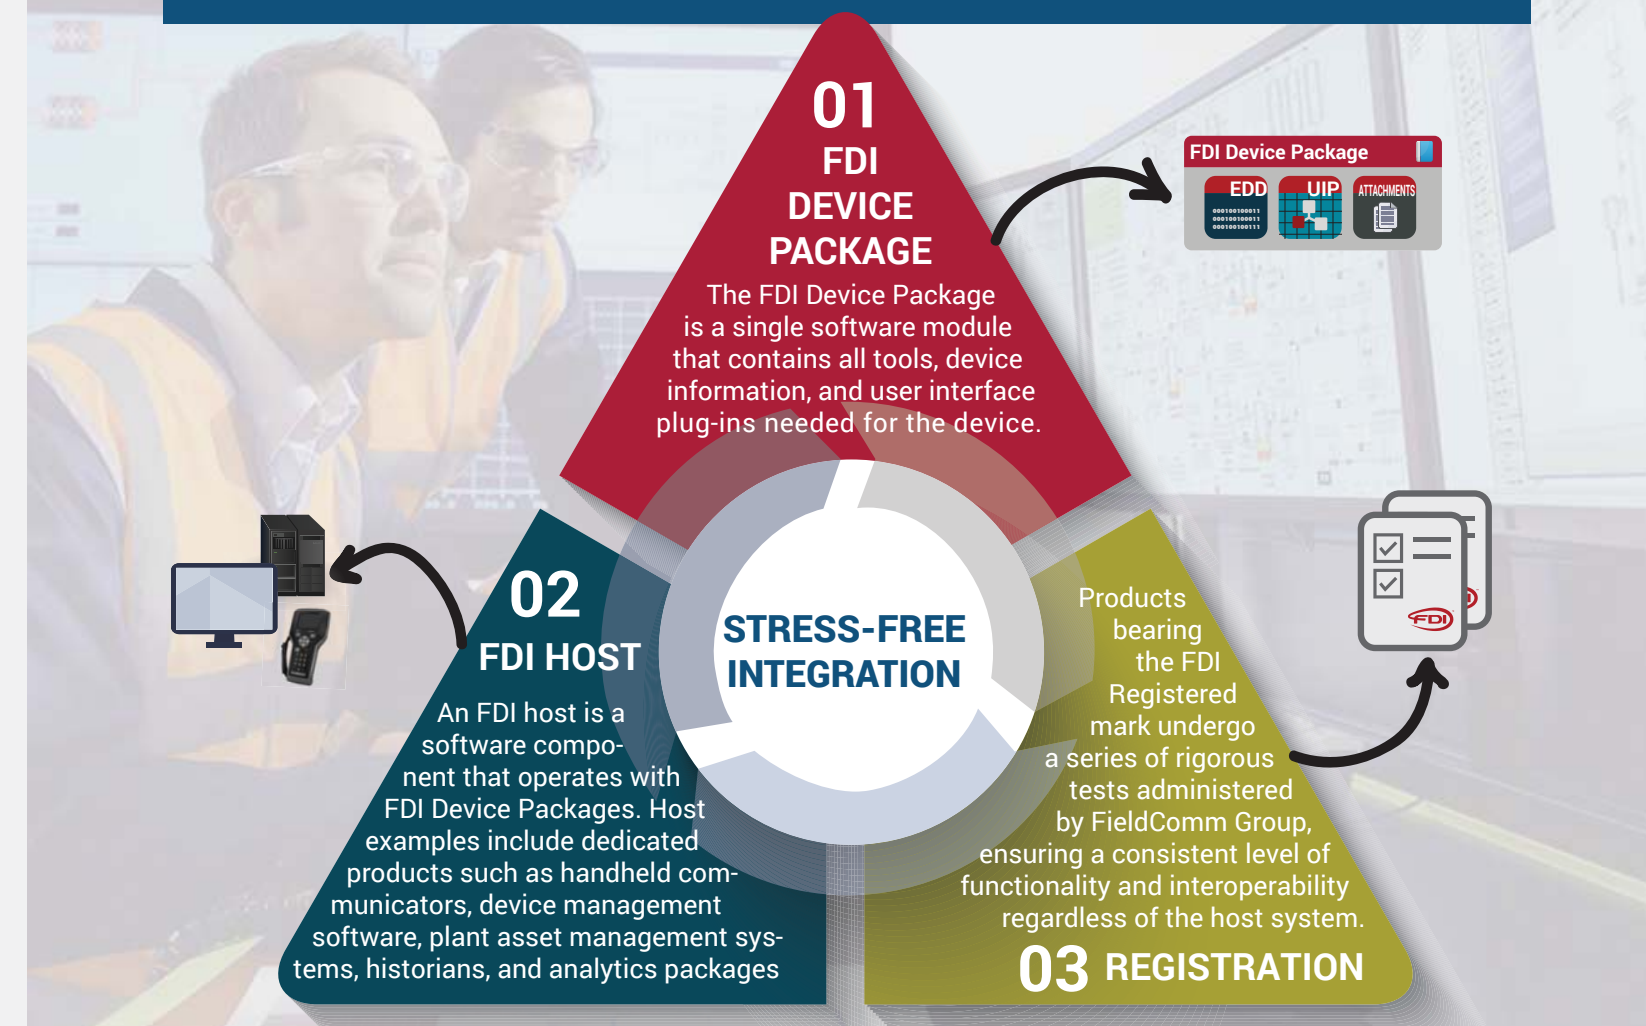 01
FDI
DEVICE
PACKAGE
The FDI Device Package
is a single software module
that contains all tools, device
information, and user interface
plug-ins needed for the device.
FDI Device Package
EDD
000100100011
000100100011
000100100111
UIP
ATTACHMENTS
02
FDI HOST
An FDI host is a
software compo-
nent that operates with
FDI Device Packages. Host
examples include dedicated
products such as handheld com-
municators, device management
software, plant asset management sys-
tems, historians, and analytics packages
STRESS-FREE
INTEGRATION
Products
bearing
the FDI
Registered
mark undergo
a series of rigorous
tests administered
by FieldComm Group,
ensuring a consistent level of
functionality and interoperability
regardless of the host system.
03 REGISTRATION
FDI